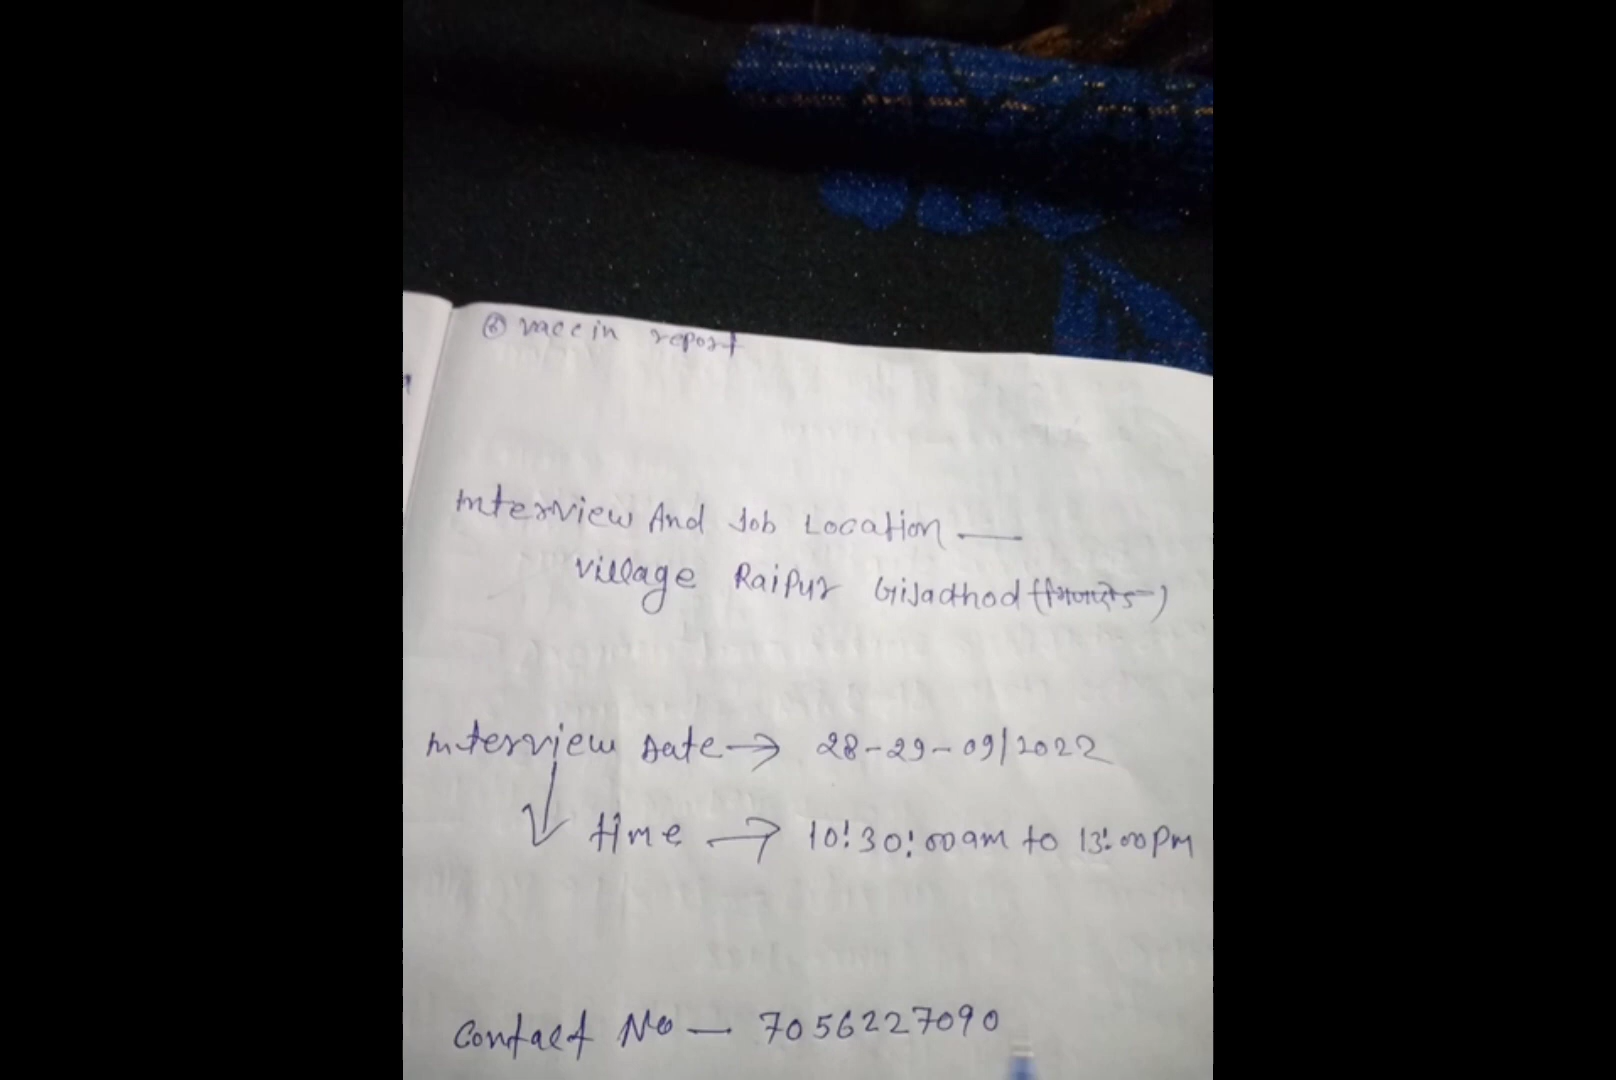 ⑥ vaccin report
Interview And Job Location —
village Raipur
Interview Date → 28-29-09/2022
↓ time → 10:30:00am to 13:00pm
Contact No — 7056227090